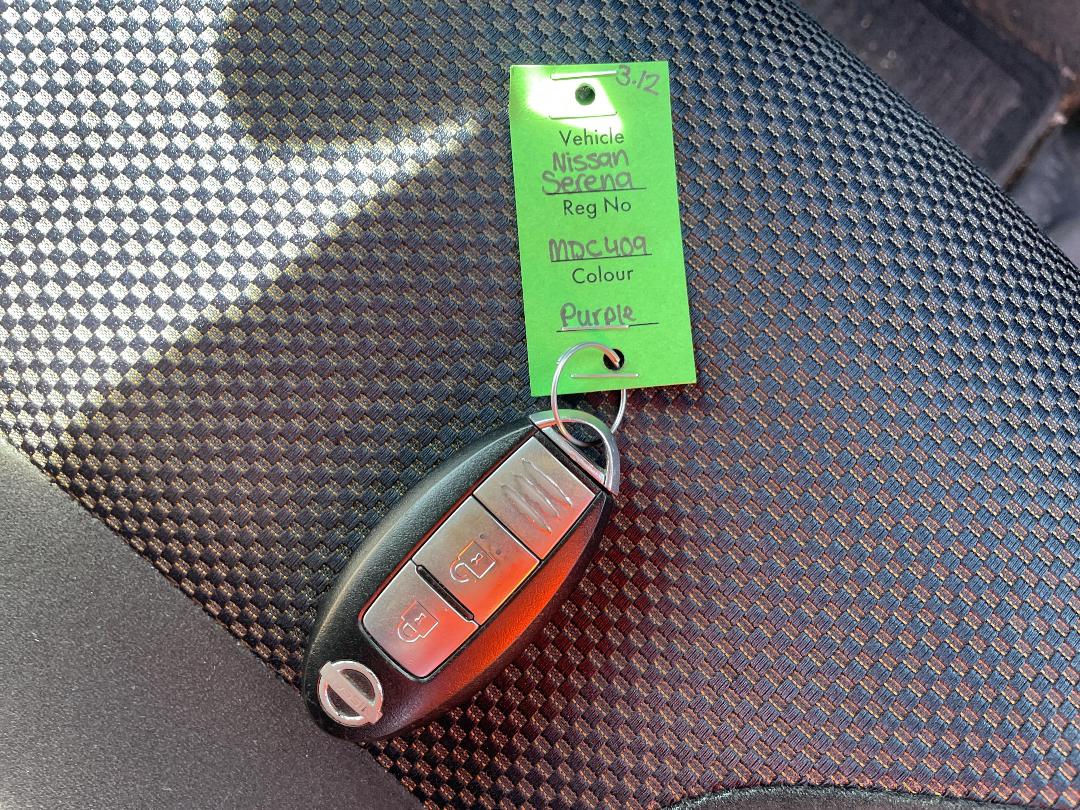 3.12
Vehicle
Nissan
Serena
Reg No
MDC409
Colour
Purple